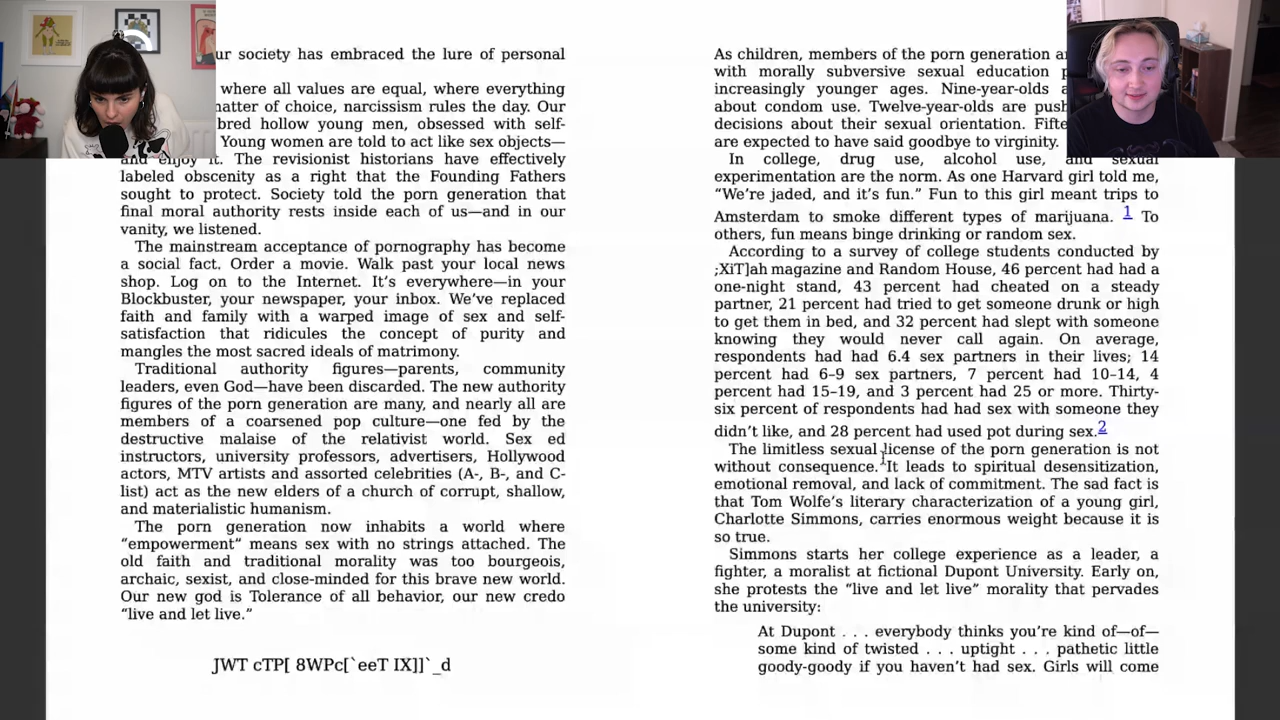 ur society has embraced the lure of personal
where all values are equal, where everything
atter of choice, narcissism rules the day. Our
bred hollow young men, obsessed with self-
Young women are told to act like sex objects—
and enjoy it. The revisionist historians have effectively
labeled obscenity as a right that the Founding Fathers
sought to protect. Society told the porn generation that
final moral authority rests inside each of us—and in our
vanity, we listened.
The mainstream acceptance of pornography has become
a social fact. Order a movie. Walk past your local news
shop. Log on to the Internet. It’s everywhere—in your
Blockbuster, your newspaper, your inbox. We’ve replaced
faith and family with a warped image of sex and self-
satisfaction that ridicules the concept of purity and
mangles the most sacred ideals of matrimony.
Traditional authority figures—parents, community
leaders, even God—have been discarded. The new authority
figures of the porn generation are many, and nearly all are
members of a coarsened pop culture—one fed by the
destructive malaise of the relativist world. Sex ed
instructors, university professors, advertisers, Hollywood
actors, MTV artists and assorted celebrities (A-, B-, and C-
list) act as the new elders of a church of corrupt, shallow,
and materialistic humanism.
The porn generation now inhabits a world where
“empowerment” means sex with no strings attached. The
old faith and traditional morality was too bourgeois,
archaic, sexist, and close-minded for this brave new world.
Our new god is Tolerance of all behavior, our new credo
“live and let live.”
JWT cTP[ 8WPc[`eeT IX]]`_d
As children, members of the porn generation
with morally subversive sexual education
increasingly younger ages. Nine-year-olds
about condom use. Twelve-year-olds are
decisions about their sexual orientation.
are expected to have said goodbye to virginity.
In college, drug use, alcohol use, and sexual
experimentation are the norm. As one Harvard girl told me,
“We’re jaded, and it’s fun.” Fun to this girl meant trips to
Amsterdam to smoke different types of marijuana. 1 To
others, fun means binge drinking or random sex.
According to a survey of college students conducted by
;XiT]ah magazine and Random House, 46 percent had had a
one-night stand, 43 percent had cheated on a steady
partner, 21 percent had tried to get someone drunk or high
to get them in bed, and 32 percent had slept with someone
knowing they would never call again. On average,
respondents had had 6.4 sex partners in their lives; 14
percent had 6–9 sex partners, 7 percent had 10–14, 4
percent had 15–19, and 3 percent had 25 or more. Thirty-
six percent of respondents had had sex with someone they
didn’t like, and 28 percent had used pot during sex.2
The limitless sexual license of the porn generation is not
without consequence. It leads to spiritual desensitization,
emotional removal, and lack of commitment. The sad fact is
that Tom Wolfe’s literary characterization of a young girl,
Charlotte Simmons, carries enormous weight because it is
so true.
Simmons starts her college experience as a leader, a
fighter, a moralist at fictional Dupont University. Early on,
she protests the “live and let live” morality that pervades
the university:
At Dupont . . . everybody thinks you’re kind of—of—
some kind of twisted . . . uptight . . . pathetic little
goody-goody if you haven’t had sex. Girls will come